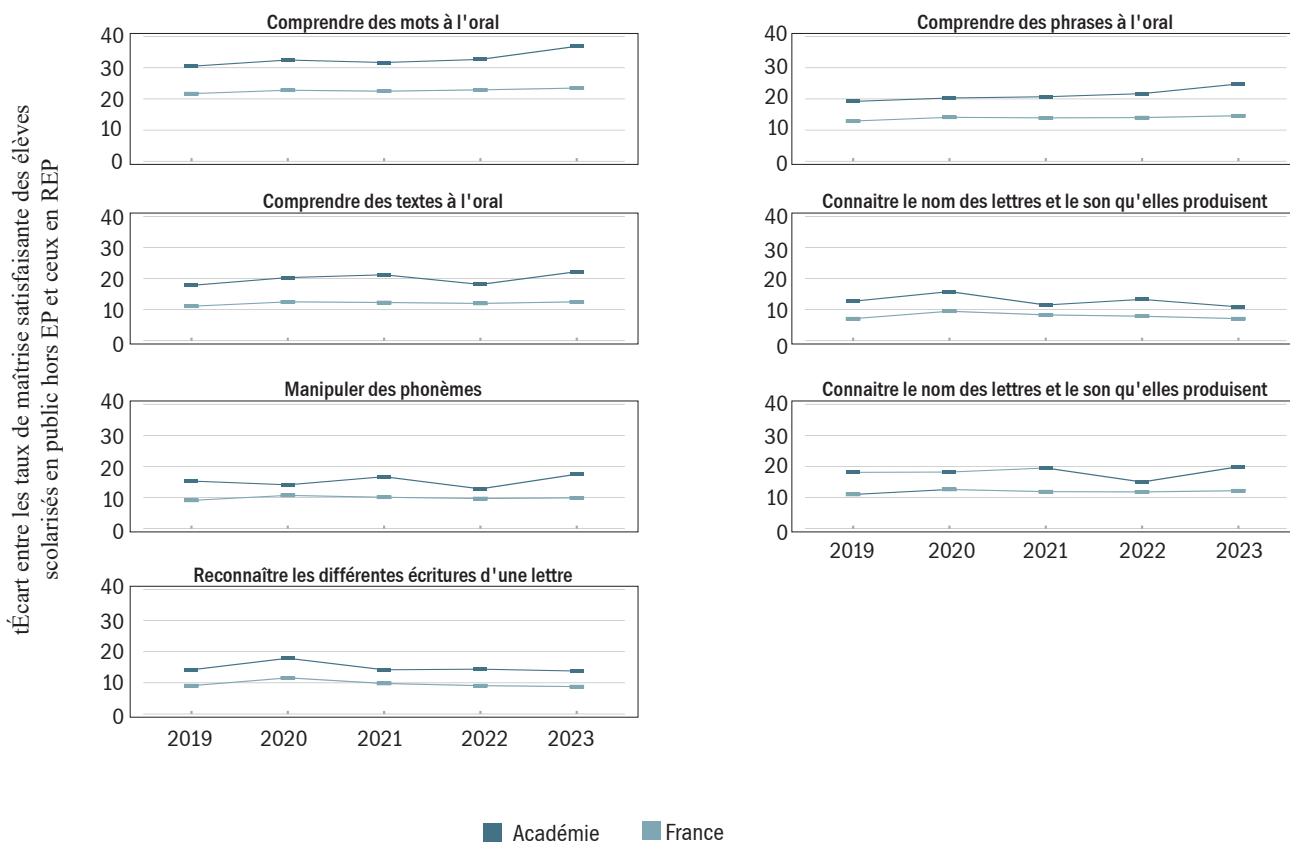 tÉcart entre les taux de maîtrise satisfaisante des élèves
scolarisés en public hors EP et ceux en REP
Comprendre des mots à l'oral
40
30
20
10
0
Comprendre des phrases à l'oral
40
30
20
10
0
Comprendre des textes à l'oral
40
30
20
10
0
Connaitre le nom des lettres et le son qu'elles produisent
40
30
20
10
0
Manipuler des phonèmes
40
30
20
10
0
Connaitre le nom des lettres et le son qu'elles produisent
40
30
20
10
0
2019 2020 2021 2022 2023
Reconnaître les différentes écritures d'une lettre
40
30
20
10
0
2019 2020 2021 2022 2023
Académie France